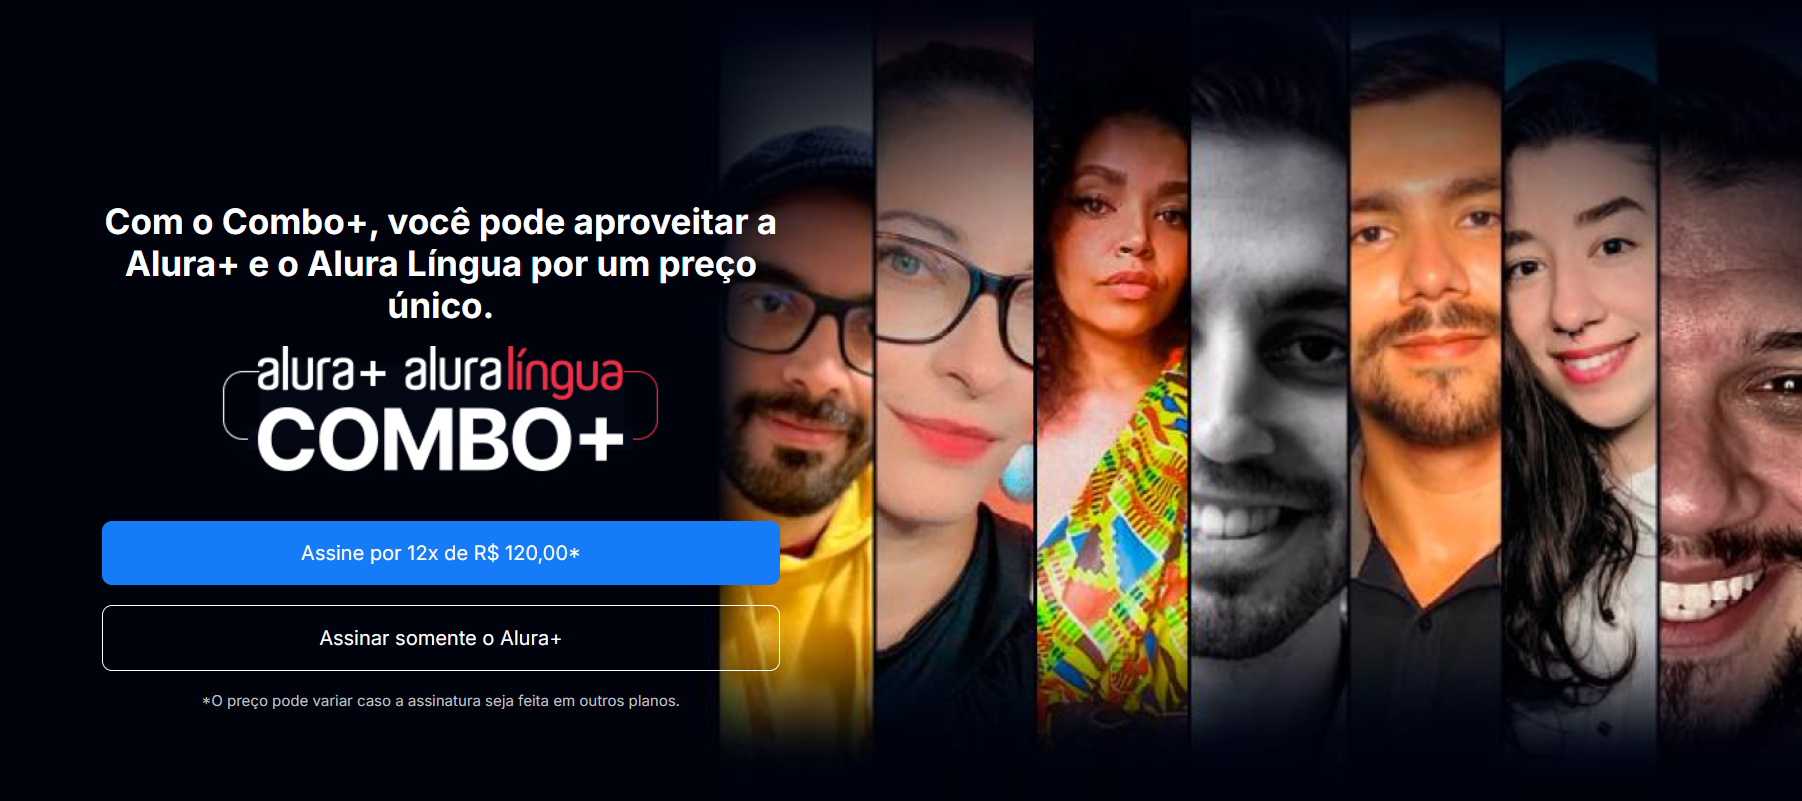 Com o Combo+, você pode aproveitar a
Alura+ e o Alura Língua por um preço
único.
alura+ aluralíngua
COMBO+
Assine por 12x de R$ 120,00*
Assinar somente o Alura+
*O preço pode variar caso a assinatura seja feita em outros planos.